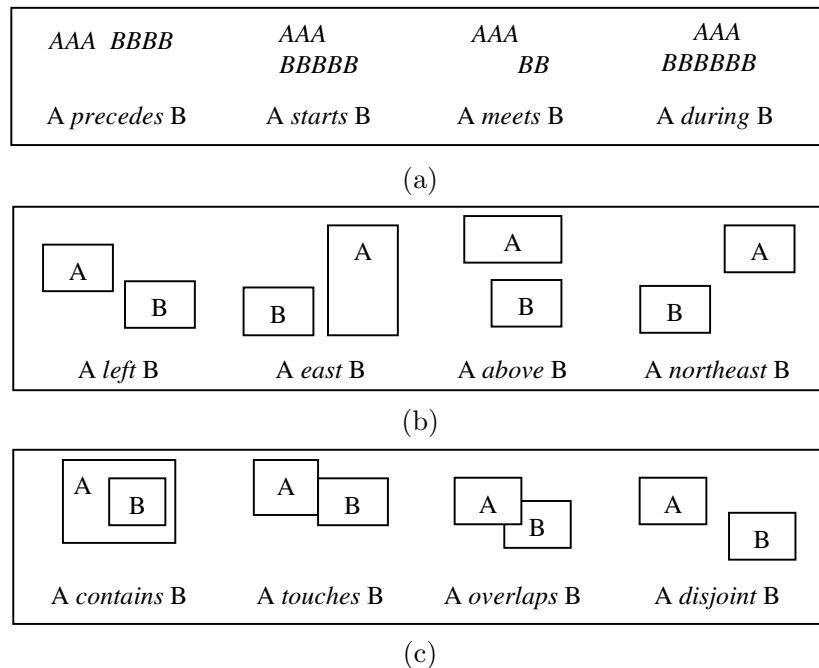 AAA BBBB AAA AAA AAA
BBBBB BB BBBBBB
A precedes B A starts B A meets B A during B
(a)
A B
A B
A B
B A
A left B A east B A above B A northeast B
(b)
A B
A B
A B
A B
A contains B A touches B A overlaps B A disjoint B
(c)